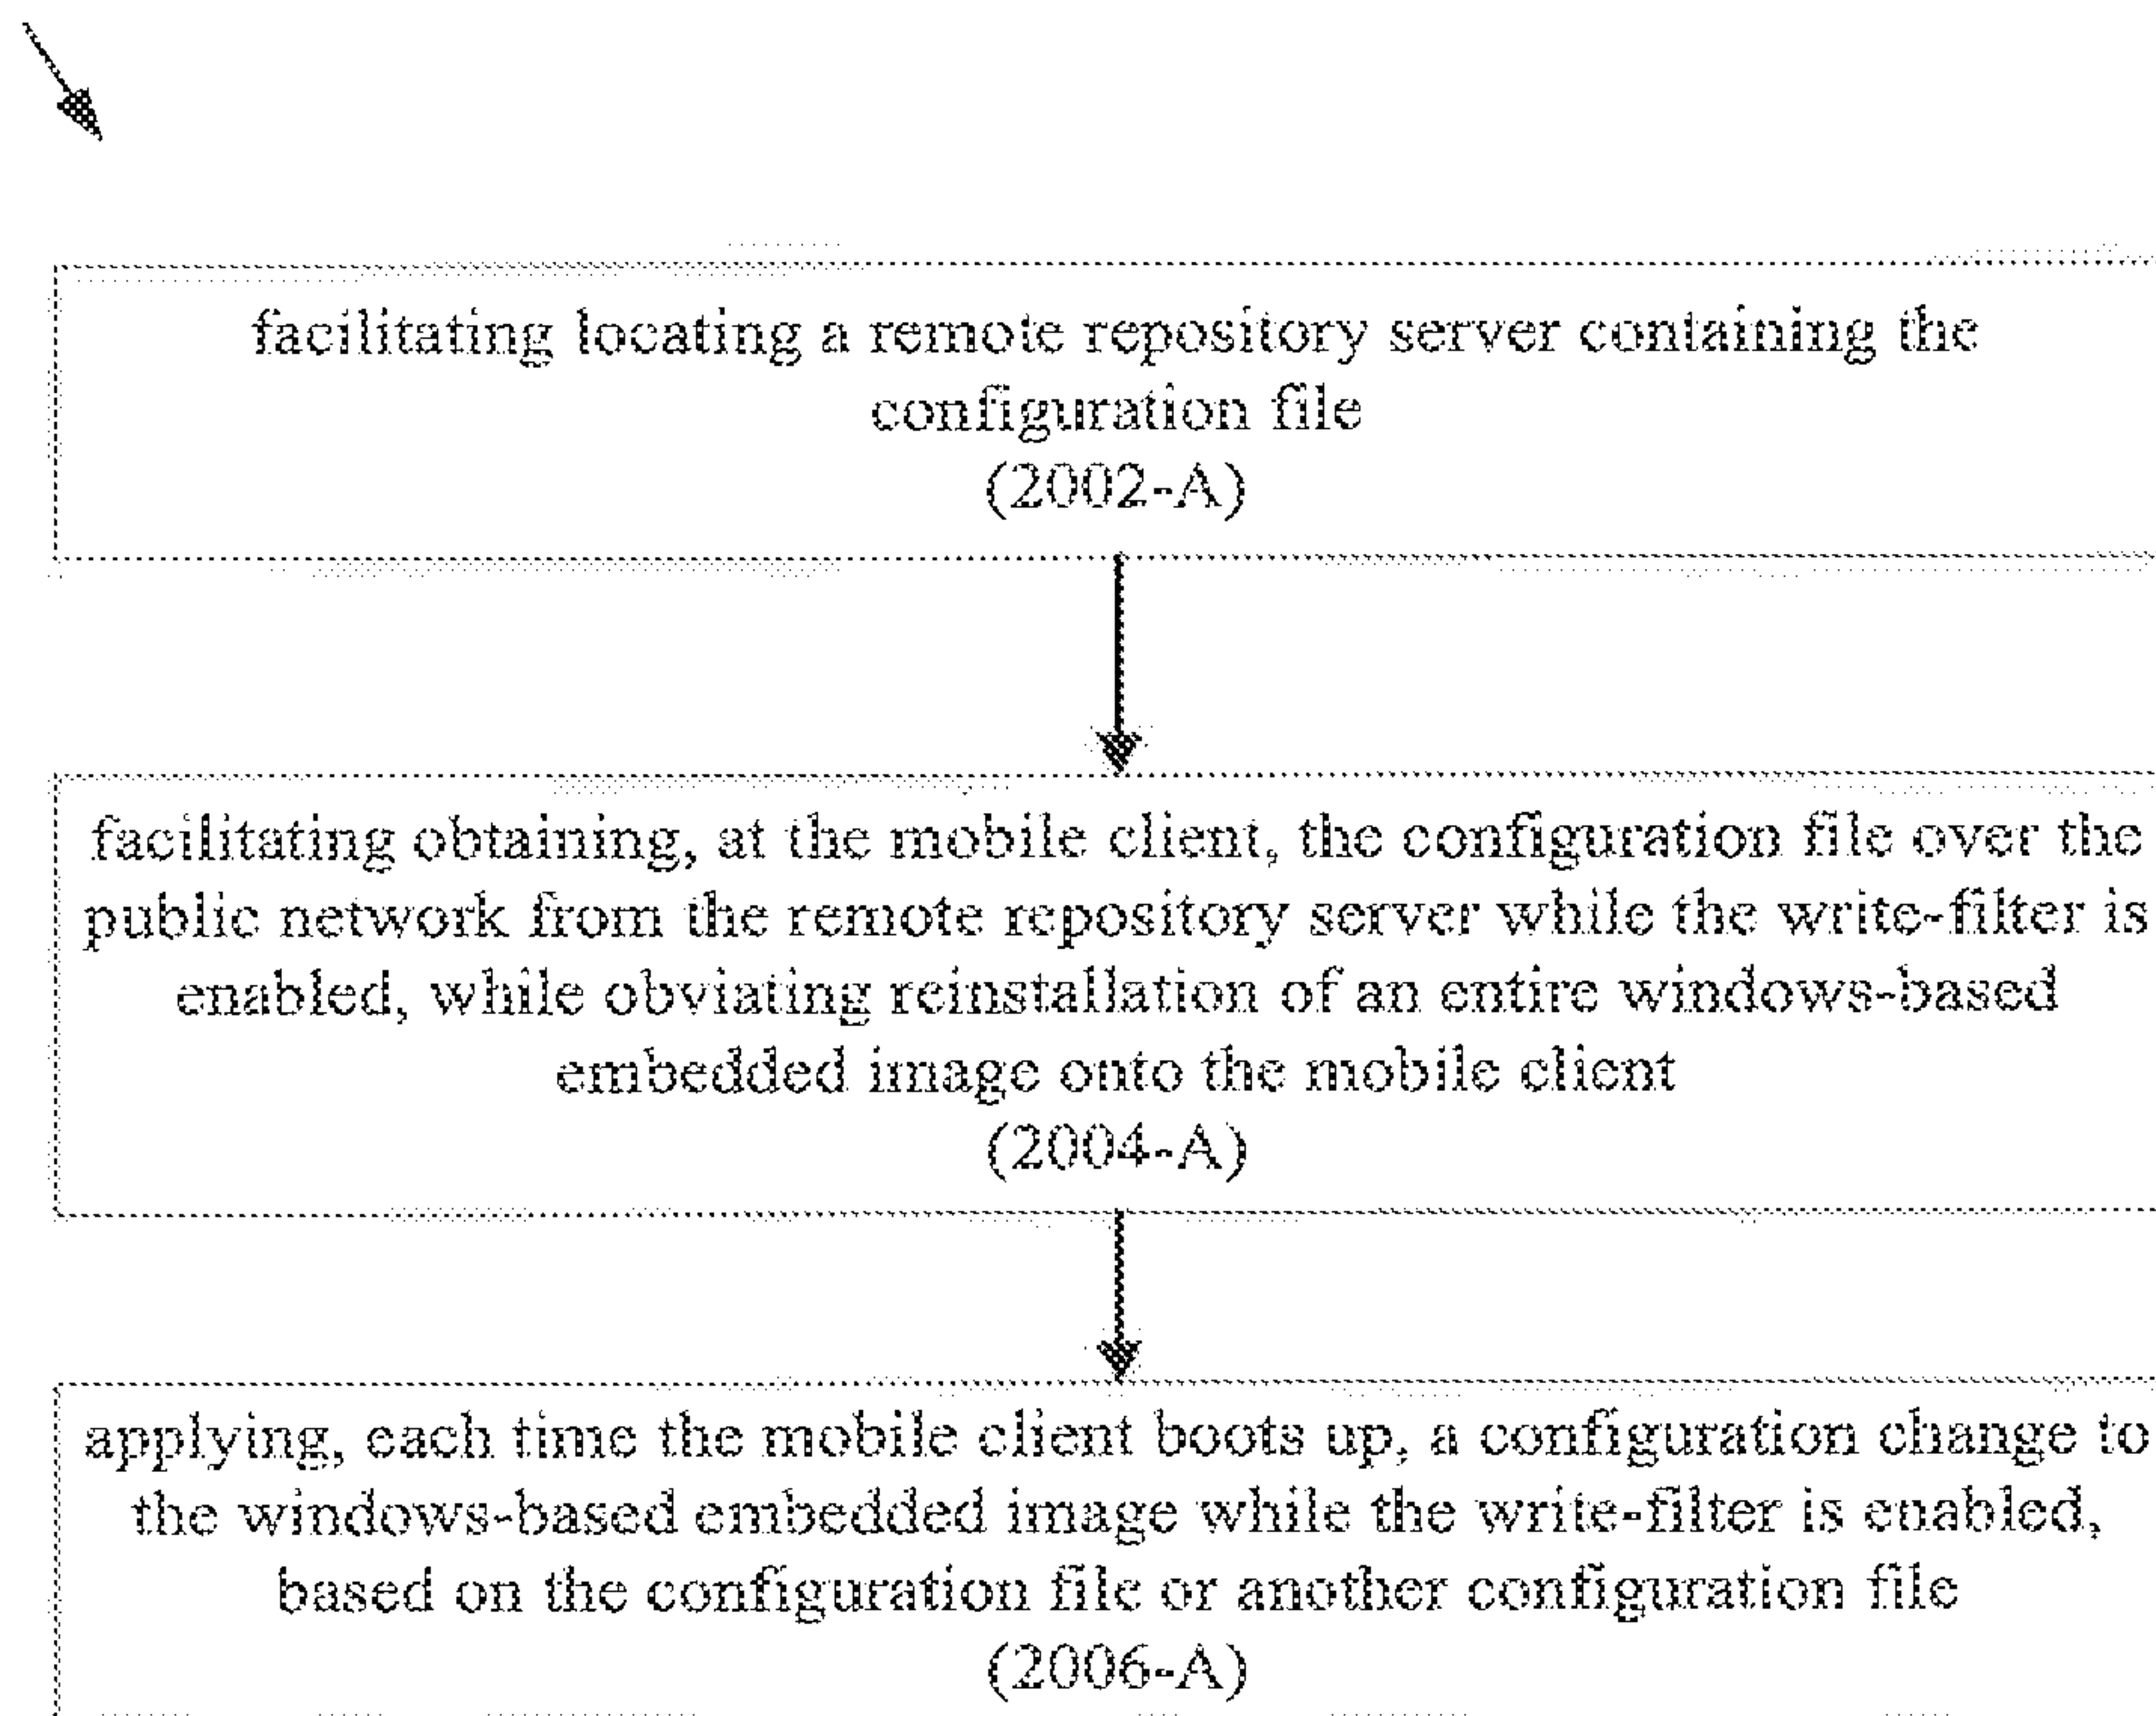 facilitating locating a remote repository server containing the
configuration file
(2002-A)
facilitating obtaining, at the mobile client, the configuration file over the
public network from the remote repository server while the write-filter is
enabled, while obviating reinstallation of an entire windows-based
embedded image onto the mobile client
(2004-A)
applying, each time the mobile client boots up, a configuration change to
the windows-based embedded image while the write-filter is enabled,
based on the configuration file or another configuration file
(2006-A)